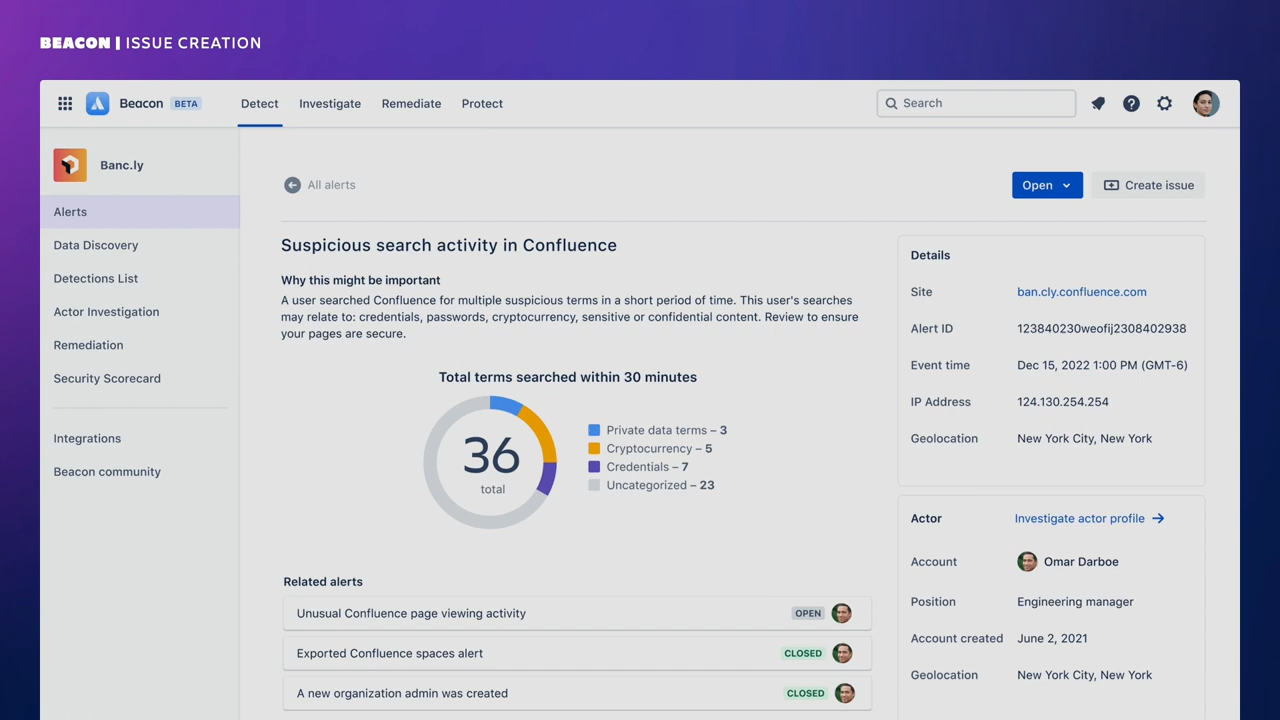 BEACON | ISSUE CREATION
Beacon BETA Detect Investigate Remediate Protect Search
Banc.ly
Alerts
Data Discovery
Detections List
Actor Investigation
Remediation
Security Scorecard
Integrations
Beacon community
All alerts
Open
Create issue
Suspicious search activity in Confluence
Why this might be important
A user searched Confluence for multiple suspicious terms in a short period of time. This user's searches
may relate to: credentials, passwords, cryptocurrency, sensitive or confidential content. Review to ensure
your pages are secure.
Total terms searched within 30 minutes
36
total
Private data terms – 3
Cryptocurrency – 5
Credentials – 7
Uncategorized – 23
Related alerts
Unusual Confluence page viewing activity OPEN
Exported Confluence spaces alert CLOSED
A new organization admin was created CLOSED
Details
Site ban.cly.confluence.com
Alert ID 123840230weofij2308402938
Event time Dec 15, 2022 1:00 PM (GMT-6)
IP Address 124.130.254.254
Geolocation New York City, New York
Actor Investigate actor profile
Account Omar Darboe
Position Engineering manager
Account created June 2, 2021
Geolocation New York City, New York